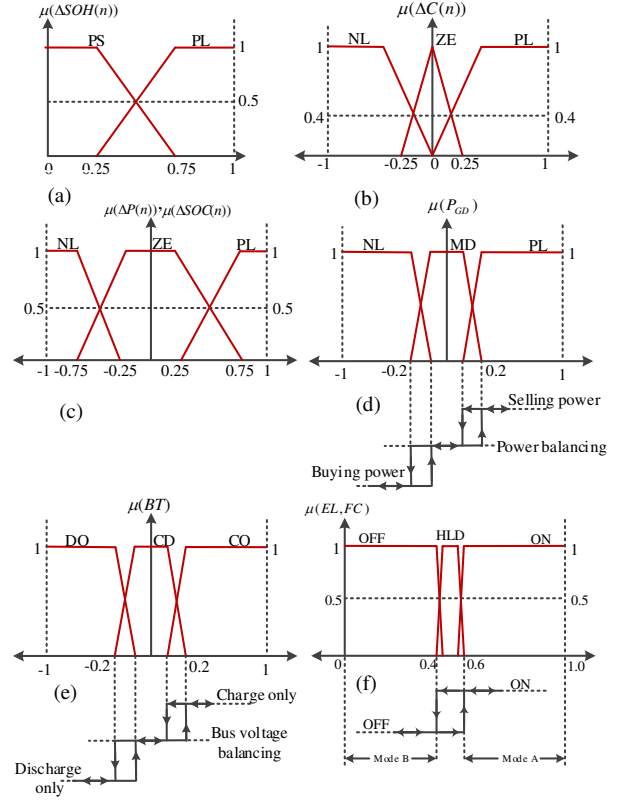 μ(ΔSOH(n))
PS PL
1
0.5
0 0.25 0.75 1
(a)
μ(ΔC(n))
NL ZE PL
1 1
0.4 0.4
-1 -0.25 0 0.25 1
(b)
μ(ΔP(n)),μ(ΔSOC(n))
NL ZE PL
1 1
0.5 0.5
-1 -0.75 -0.25 0.25 0.75 1
(c)
μ(P_GD)
NL MD PL
1 1
-1 -0.2 0.2 1
(d)
Selling power
Power balancing
Buying power
μ(BT)
DO CD CO
1 1
-1 -0.2 0.2 1
(e)
Charge only
Bus voltage
balancing
Discharge
only
μ(EL,FC)
OFF HLD ON
1 1
0.5 0.5
0 0.4 0.6 1.0
(f)
ON
OFF
Mode B Mode A